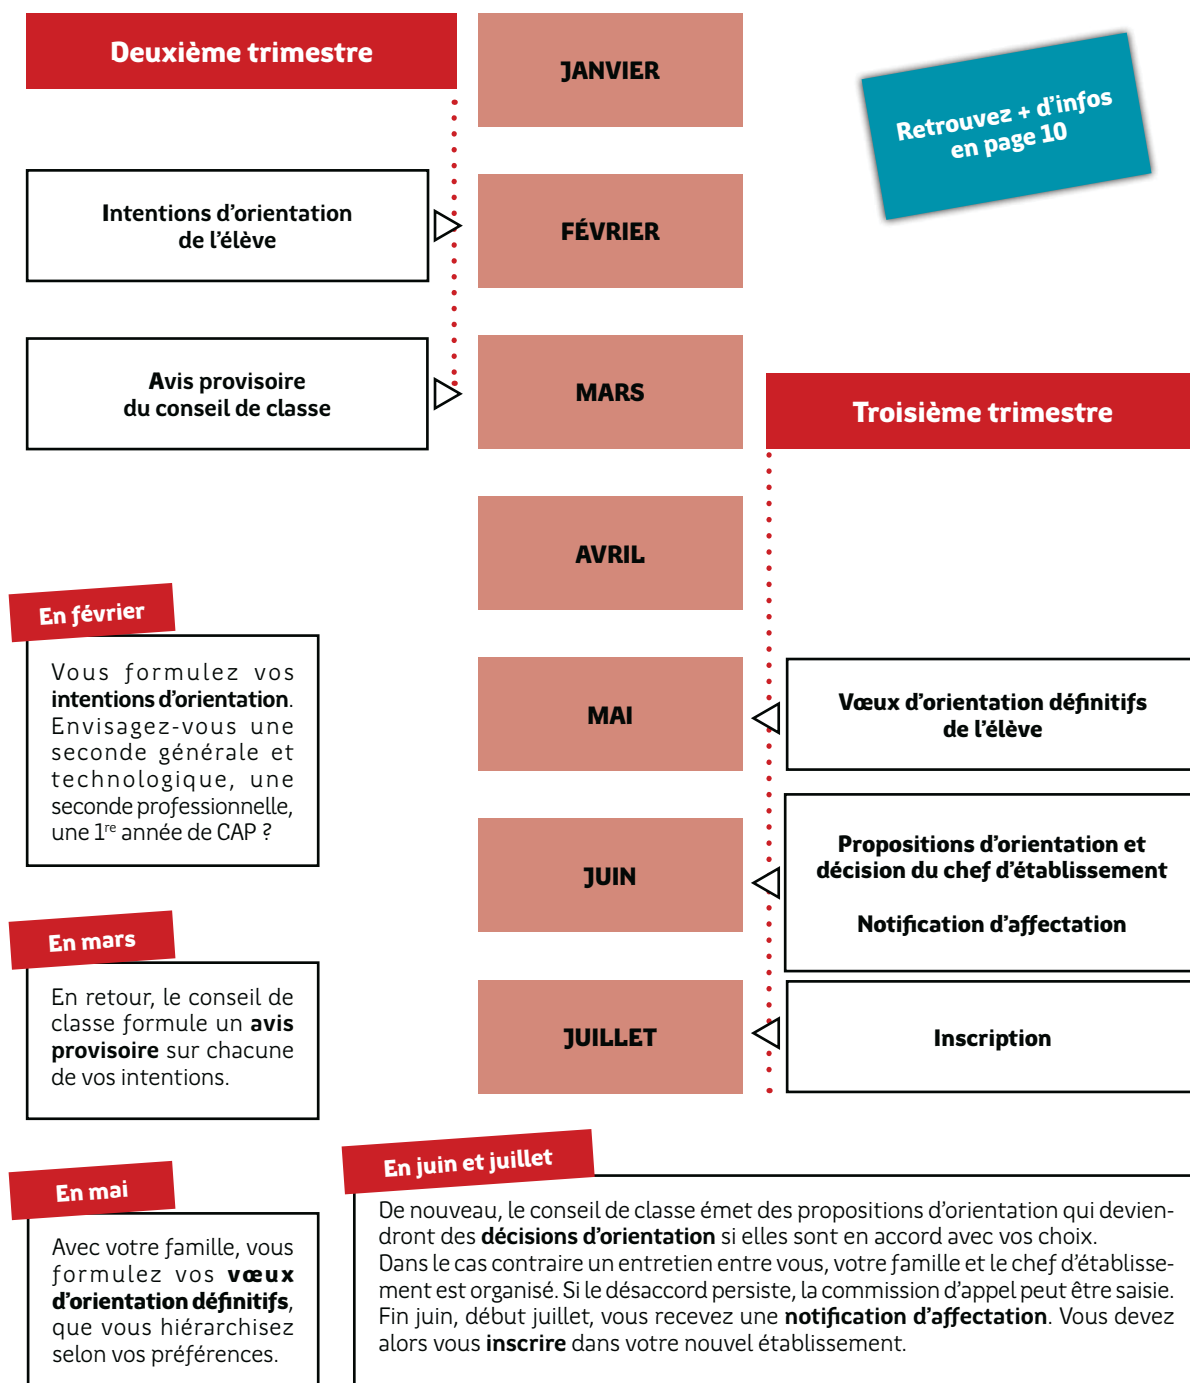 Deuxième trimestre
JANVIER
Retrouvez + d'infos
en page 10
Intentions d'orientation
de l'élève
FÉVRIER
Avis provisoire
du conseil de classe
MARS
Troisième trimestre
AVRIL
En février
Vous formulez vos
intentions d'orientation.
Envisagez-vous une
seconde générale et
technologique, une
seconde professionnelle,
une 1re année de CAP ?
MAI
Vœux d'orientation définitifs
de l'élève
JUIN
Propositions d'orientation et
décision du chef d'établissement
Notification d'affectation
En mars
En retour, le conseil de
classe formule un avis
provisoire sur chacune
de vos intentions.
JUILLET
Inscription
En mai
Avec votre famille, vous
formulez vos vœux
d'orientation définitifs,
que vous hiérarchisez
selon vos préférences.
En juin et juillet
De nouveau, le conseil de classe émet des propositions d'orientation qui devien-
dront des décisions d'orientation si elles sont en accord avec vos choix.
Dans le cas contraire un entretien entre vous, votre famille et le chef d'établisse-
ment est organisé. Si le désaccord persiste, la commission d'appel peut être saisie.
Fin juin, début juillet, vous recevez une notification d'affectation. Vous devez
alors vous inscrire dans votre nouvel établissement.